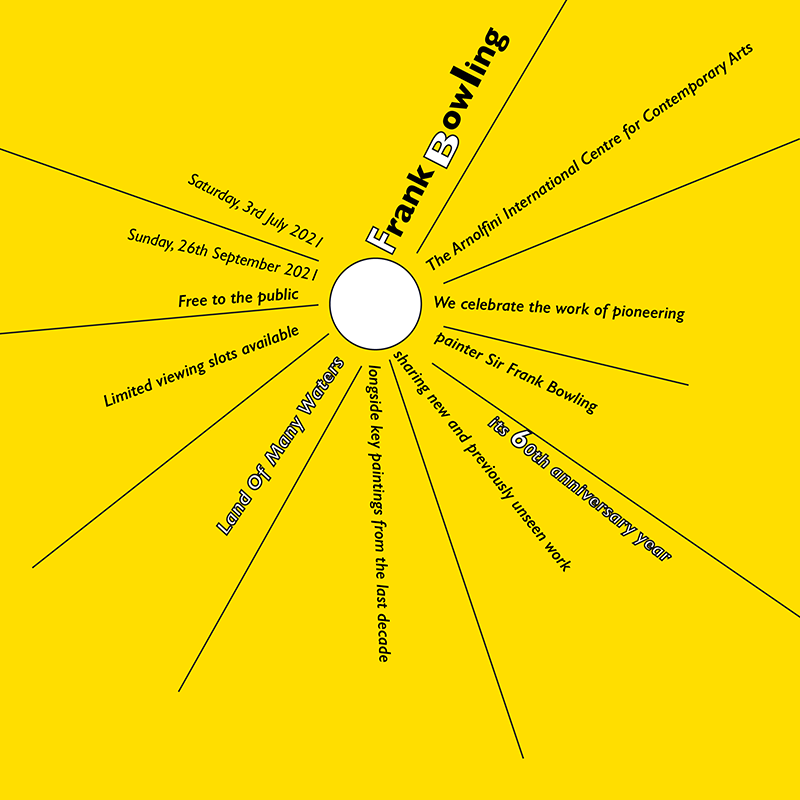 Frank Bowling
The Arnolfini International Centre for Contemporary Arts
We celebrate the work of pioneering
painter Sir Frank Bowling
its 60th anniversary year
sharing new and previously unseen work
longside key paintings from the last decade
Land Of Many Waters
Limited viewing slots available
Free to the public
Sunday, 26th September 2021
Saturday, 3rd July 2021